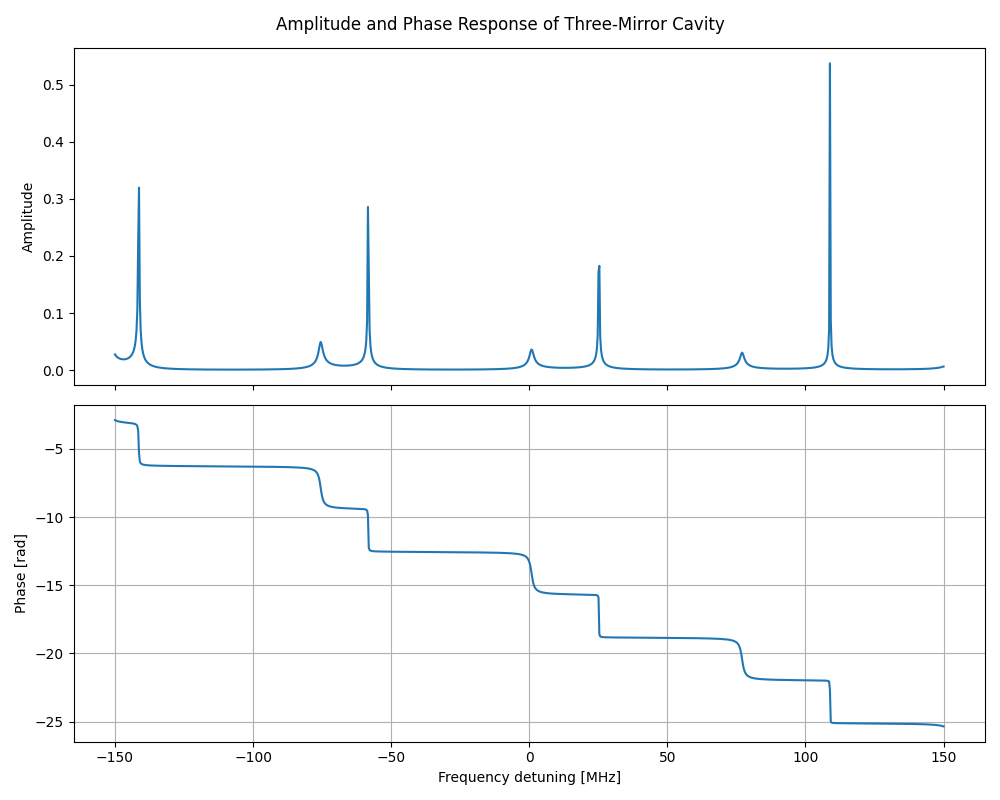 Amplitude and Phase Response of Three-Mirror Cavity
0.5
0.4
0.3
0.2
0.1
0.0
Amplitude
−5
−10
−15
−20
−25
Phase [rad]
−150 −100 −50 0 50 100 150
Frequency detuning [MHz]